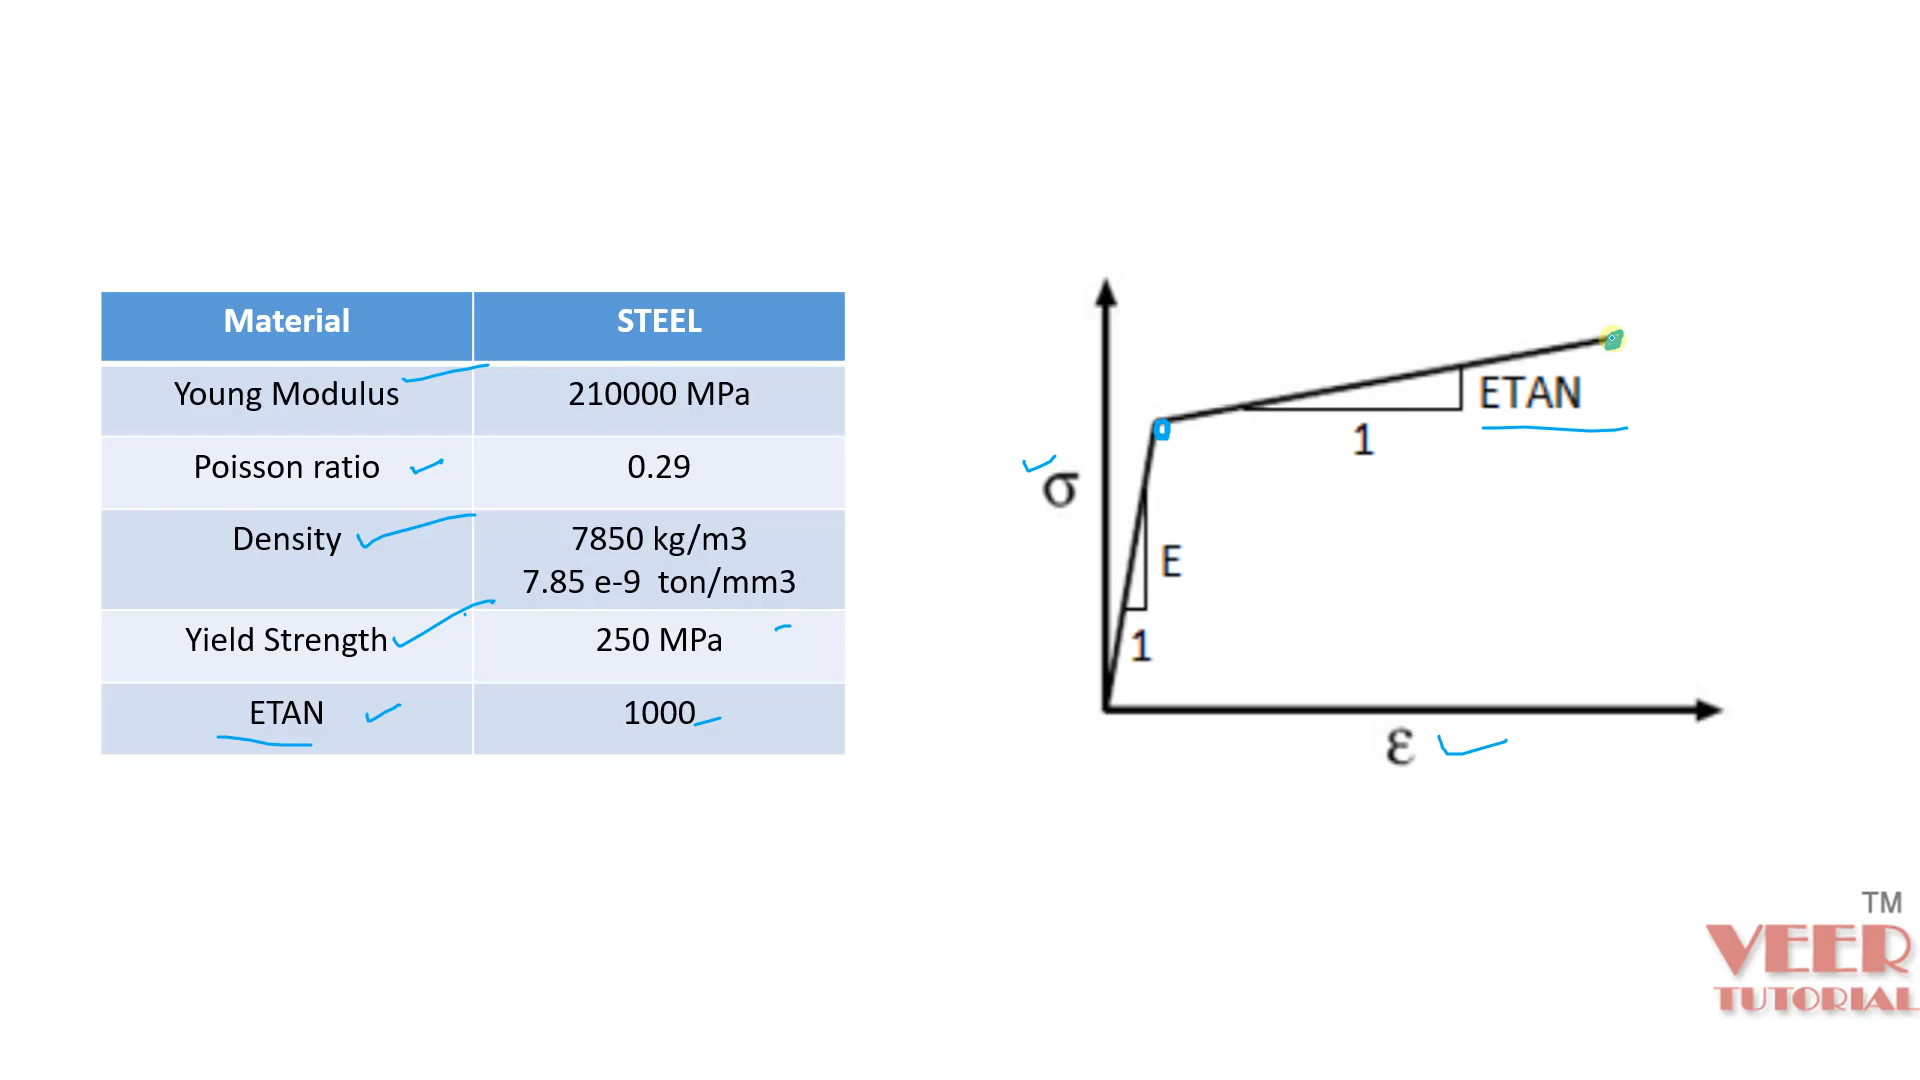 Material STEEL
Young Modulus 210000 MPa
Poisson ratio 0.29
Density 7850 kg/m3
7.85 e-9 ton/mm3
Yield Strength 250 MPa
ETAN 1000
ETAN
1
σ
E
1
ε
TM
VEER
TUTORIAL